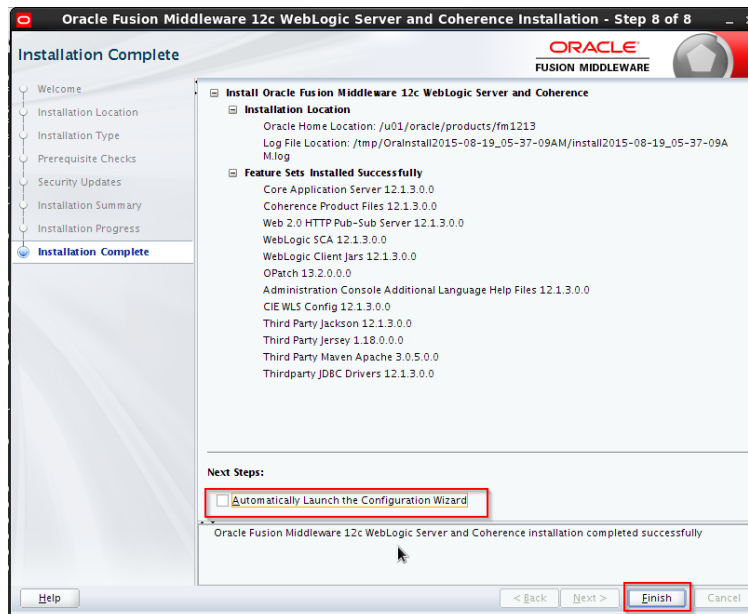 Oracle Fusion Middleware 12c WebLogic Server and Coherence Installation - Step 8 of 8
Installation Complete
ORACLE
FUSION MIDDLEWARE
Welcome
Installation Location
Installation Type
Prerequisite Checks
Security Updates
Installation Summary
Installation Progress
Installation Complete
Install Oracle Fusion Middleware 12c WebLogic Server and Coherence
Installation Location
Oracle Home Location: /u01/oracle/products/fm1213
Log File Location: /tmp/OraInstall2015-08-19_05-37-09AM/install2015-08-19_05-37-09A
M.log
Feature Sets Installed Successfully
Core Application Server 12.1.3.0.0
Coherence Product Files 12.1.3.0.0
Web 2.0 HTTP Pub-Sub Server 12.1.3.0.0
WebLogic SCA 12.1.3.0.0
WebLogic Client Jars 12.1.3.0.0
OPatch 13.2.0.0.0
Administration Console Additional Language Help Files 12.1.3.0.0
CIE WLS Config 12.1.3.0.0
Third Party Jackson 12.1.3.0.0
Third Party Jersey 1.18.0.0.0
Third Party Maven Apache 3.0.5.0.0
Thirdparty JDBC Drivers 12.1.3.0.0
Next Steps:
Automatically Launch the Configuration Wizard
Oracle Fusion Middleware 12c WebLogic Server and Coherence installation completed successfully
Help
< Back
Next >
Finish
Cancel